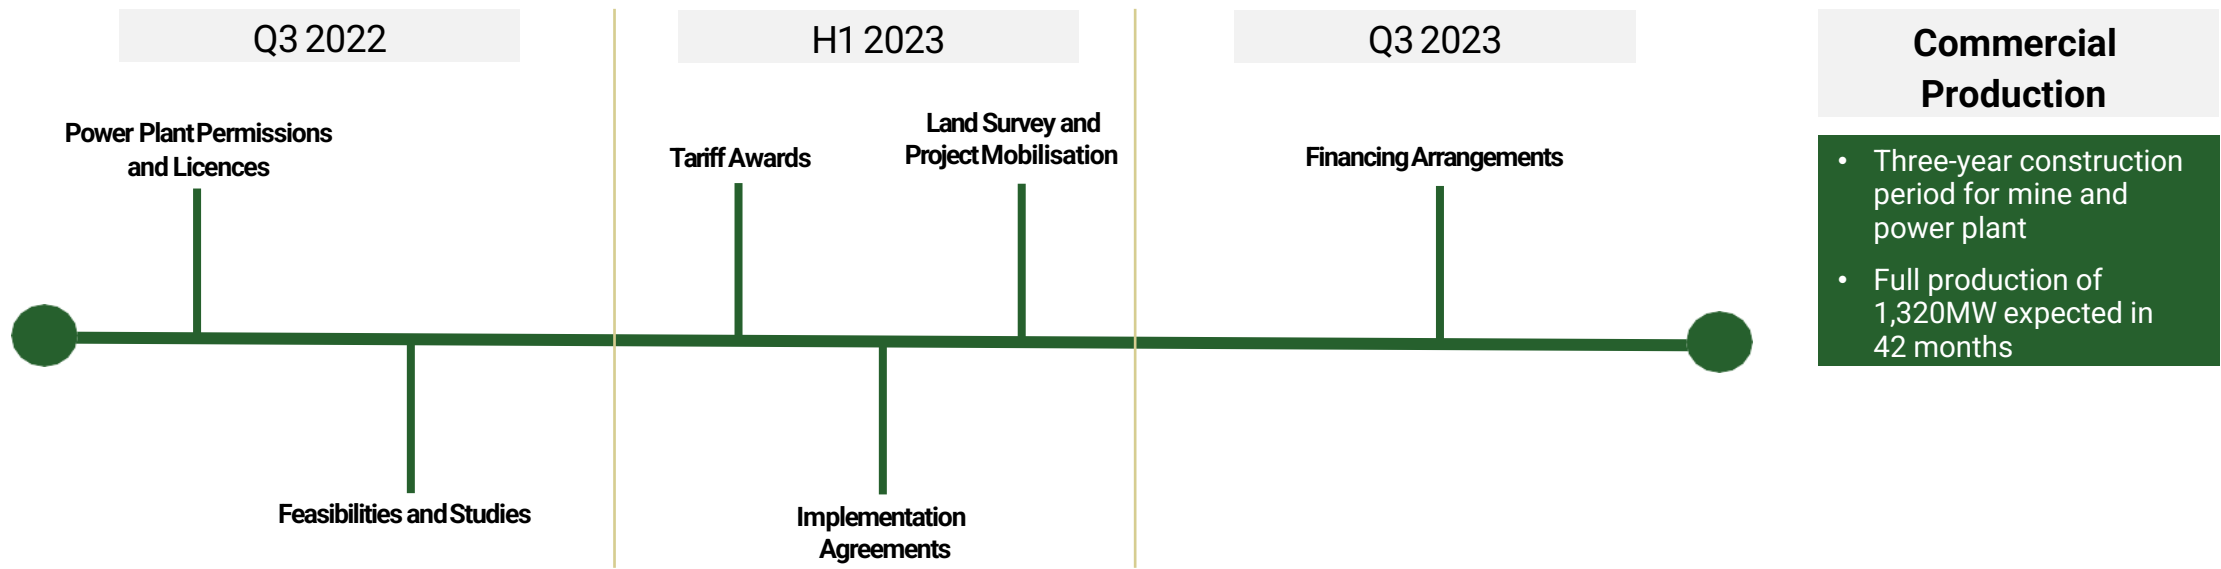 Q3 2022
Power Plant Permissions
and Licences
Feasibilities and Studies
H1 2023
Tariff Awards
Land Survey and
Project Mobilisation
Implementation
Agreements
Q3 2023
Financing Arrangements
Commercial
Production
• Three-year construction
period for mine and
power plant
• Full production of
1,320MW expected in
42 months